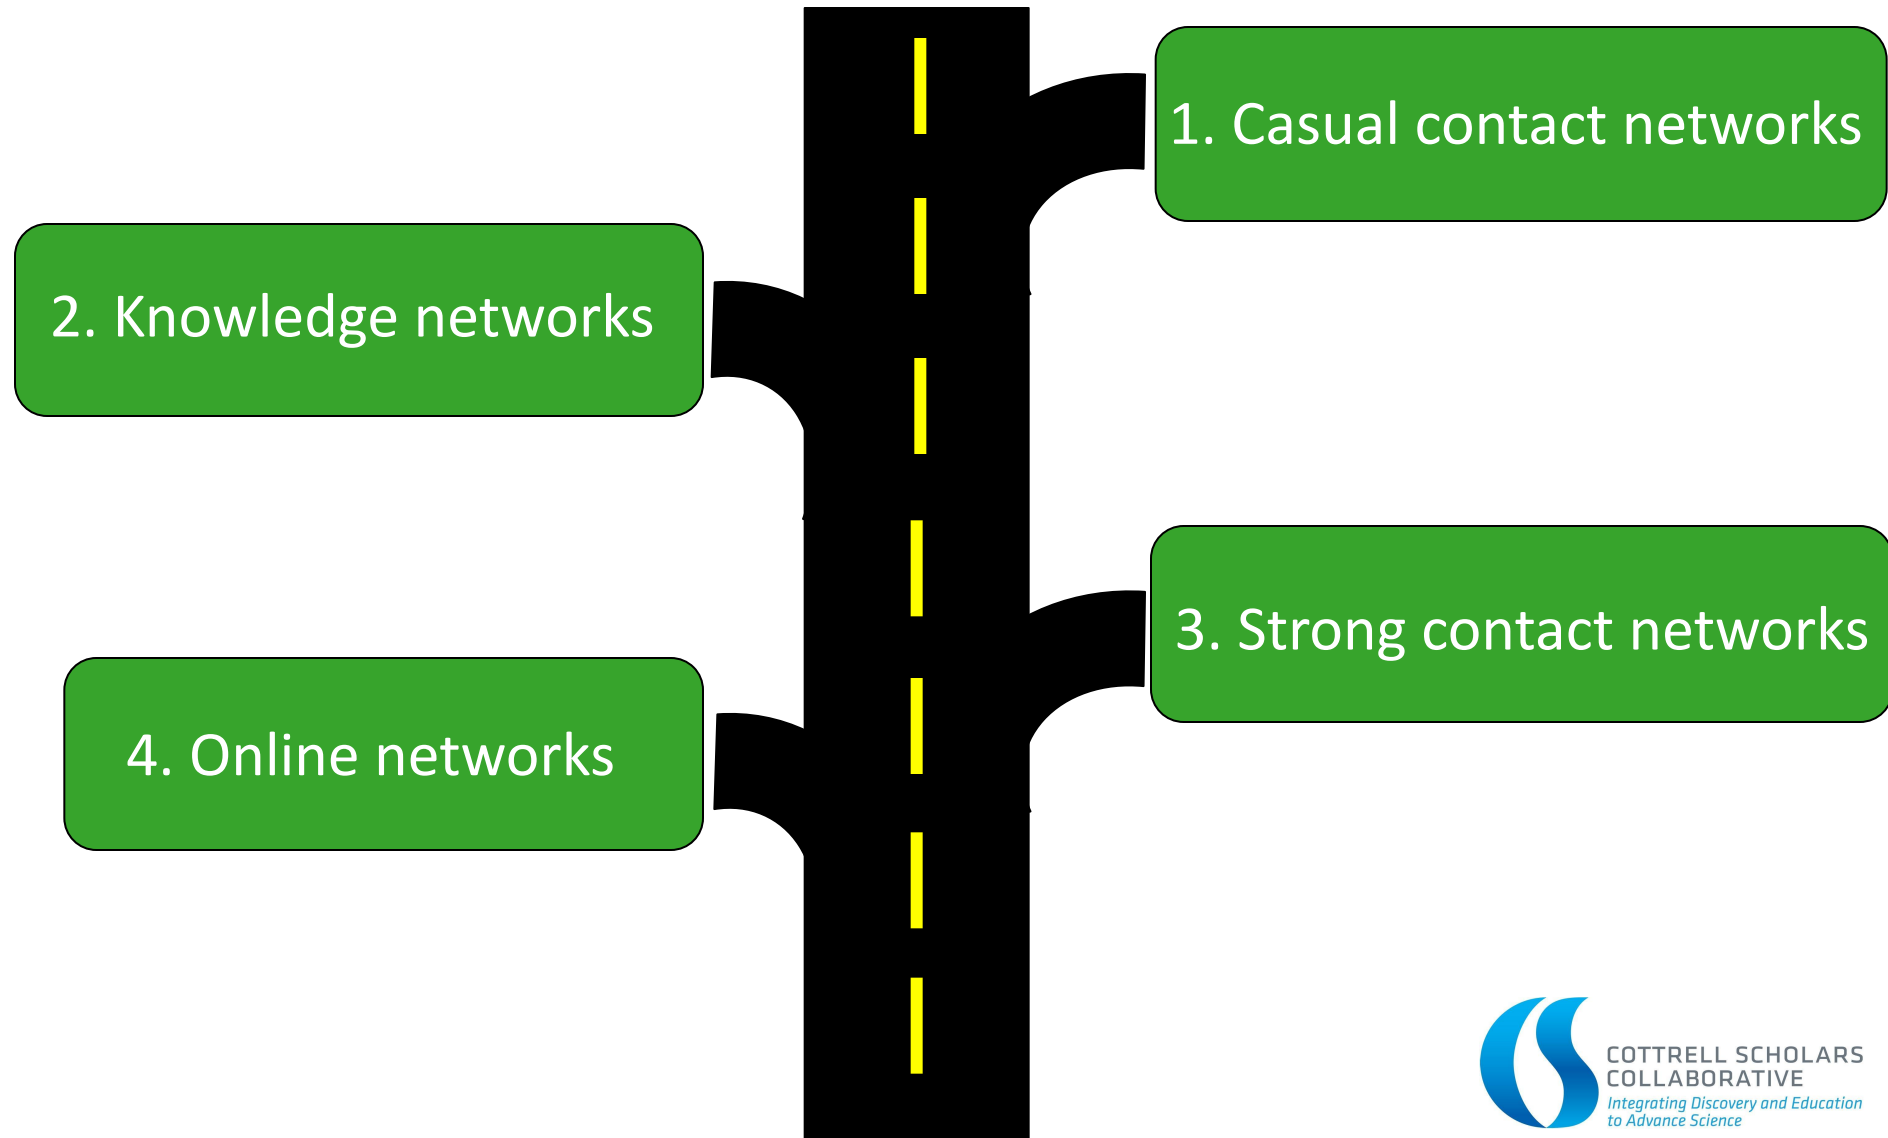 1. Casual contact networks
2. Knowledge networks
3. Strong contact networks
4. Online networks
COTTRELL SCHOLARS
COLLABORATIVE
Integrating Discovery and Education
to Advance Science